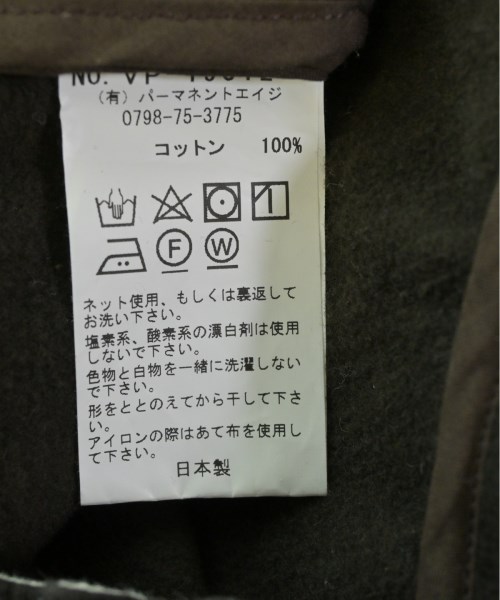 NO. VP
(有) パーマネントエイジ
0798-75-3775
コットン 100%
F W
ネット使用、もしくは裏返して
お洗い下さい。
塩素系、酸素系の漂白剤は使用
しないで下さい。
色物と白物を一緒に洗濯しない
で下さい。
形をととのえてから干して下さ
い。
アイロンの際はあて布を使用し
て下さい。
日本製